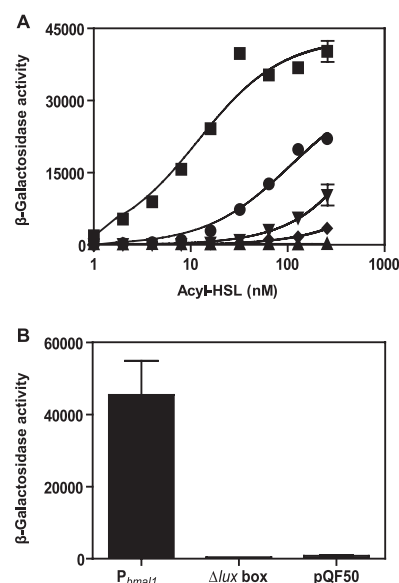 A
45000
30000
15000
0
β-Galactosidase activity
1 10 100 1000
Acyl-HSL (nM)
B
60000
40000
20000
0
β-Galactosidase activity
P_bmaI1 Δlux box pQF50